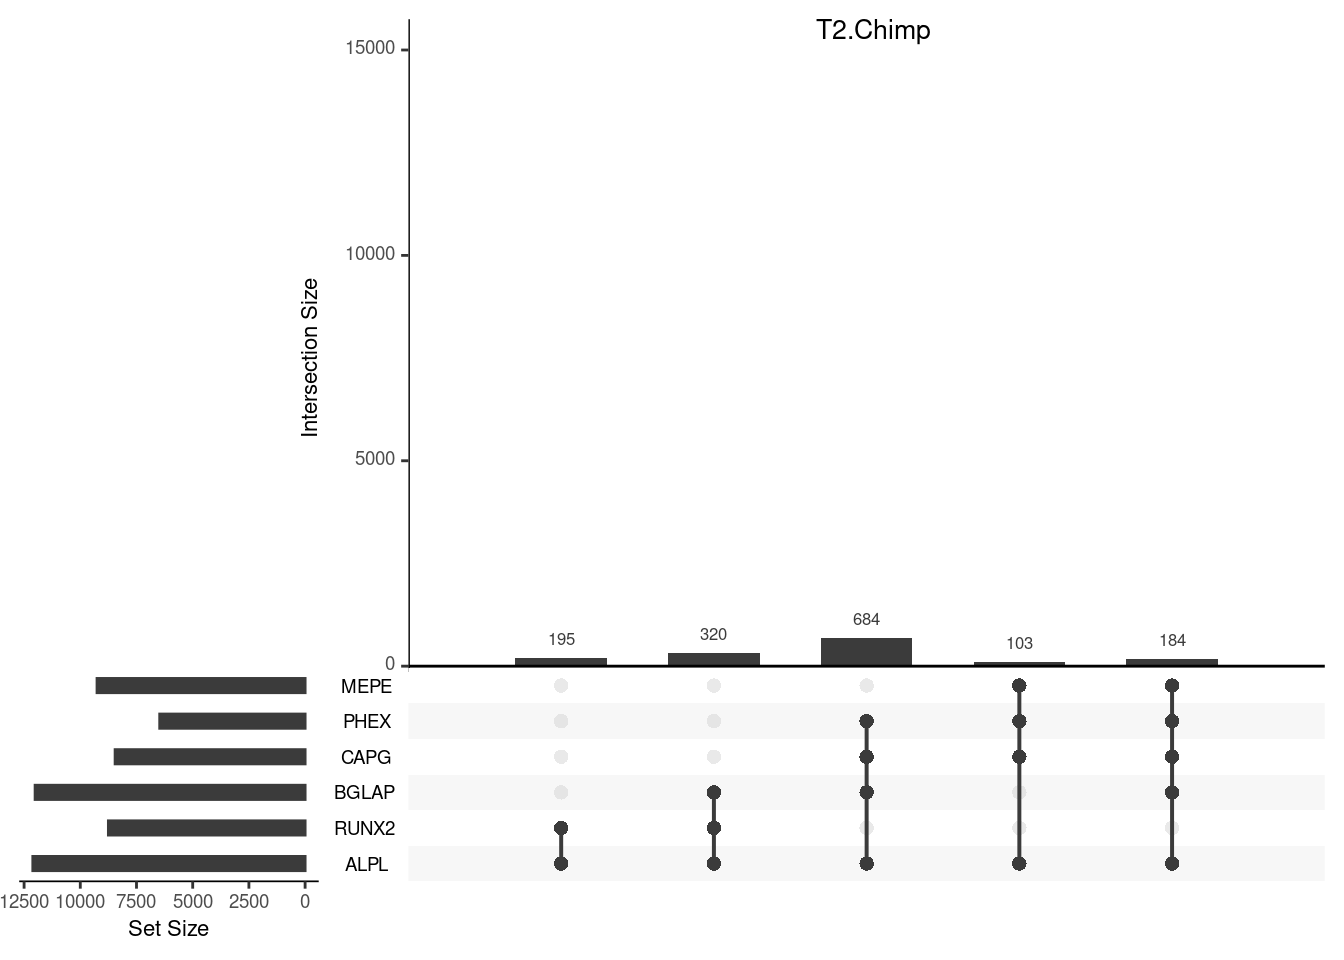 T2.Chimp
15000
10000
5000
0
Intersection Size
195
320
684
103
184
MEPE
PHEX
CAPG
BGLAP
RUNX2
ALPL
12500 10000 7500 5000 2500 0
Set Size